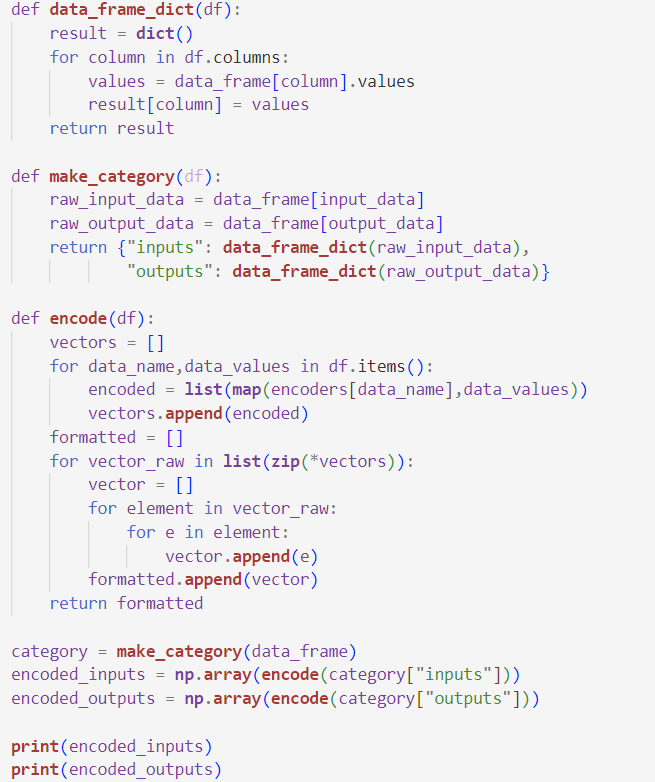 def data_frame_dict(df):
    result = dict()
    for column in df.columns:
        values = data_frame[column].values
        result[column] = values
    return result

def make_category(df):
    raw_input_data = data_frame[input_data]
    raw_output_data = data_frame[output_data]
    return {"inputs": data_frame_dict(raw_input_data),
            "outputs": data_frame_dict(raw_output_data)}

def encode(df):
    vectors = []
    for data_name,data_values in df.items():
        encoded = list(map(encoders[data_name],data_values))
        vectors.append(encoded)
    formatted = []
    for vector_raw in list(zip(*vectors)):
        vector = []
        for element in vector_raw:
            for e in element:
                vector.append(e)
        formatted.append(vector)
    return formatted

category = make_category(data_frame)
encoded_inputs = np.array(encode(category["inputs"]))
encoded_outputs = np.array(encode(category["outputs"]))

print(encoded_inputs)
print(encoded_outputs)